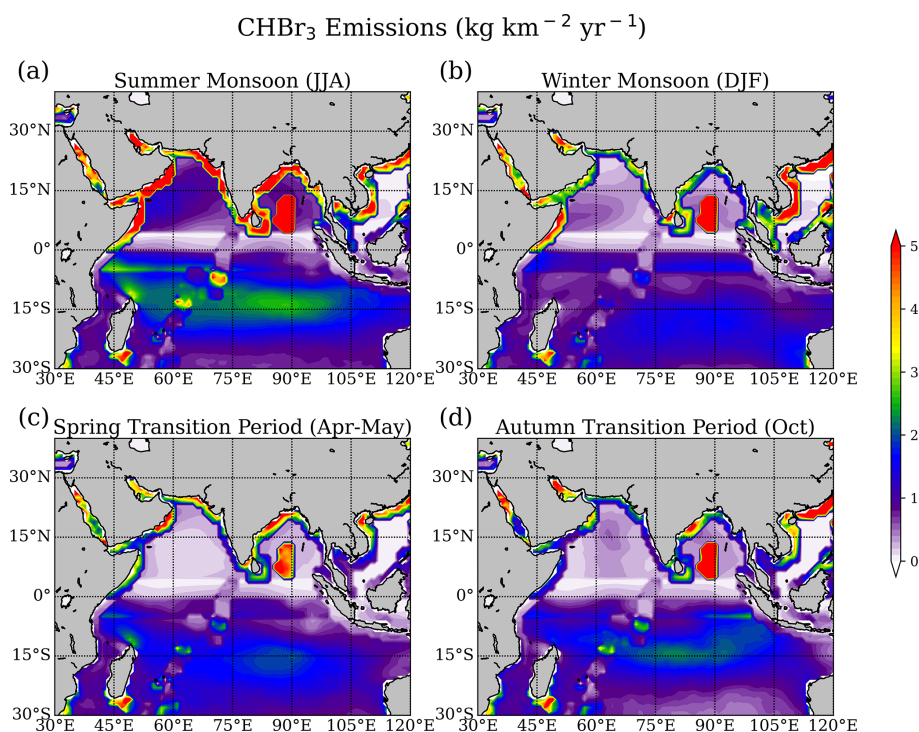 CHBr₃ Emissions (kg km⁻² yr⁻¹)
(a) Summer Monsoon (JJA)
30°N
15°N
0°
15°S
30°S
30°E 45°E 60°E 75°E 90°E 105°E 120°E
(b) Winter Monsoon (DJF)
30°N
15°N
0°
15°S
30°S
30°E 45°E 60°E 75°E 90°E 105°E 120°E
(c) Spring Transition Period (Apr-May)
30°N
15°N
0°
15°S
30°S
30°E 45°E 60°E 75°E 90°E 105°E 120°E
(d) Autumn Transition Period (Oct)
30°N
15°N
0°
15°S
30°S
30°E 45°E 60°E 75°E 90°E 105°E 120°E
5
4
3
2
1
0